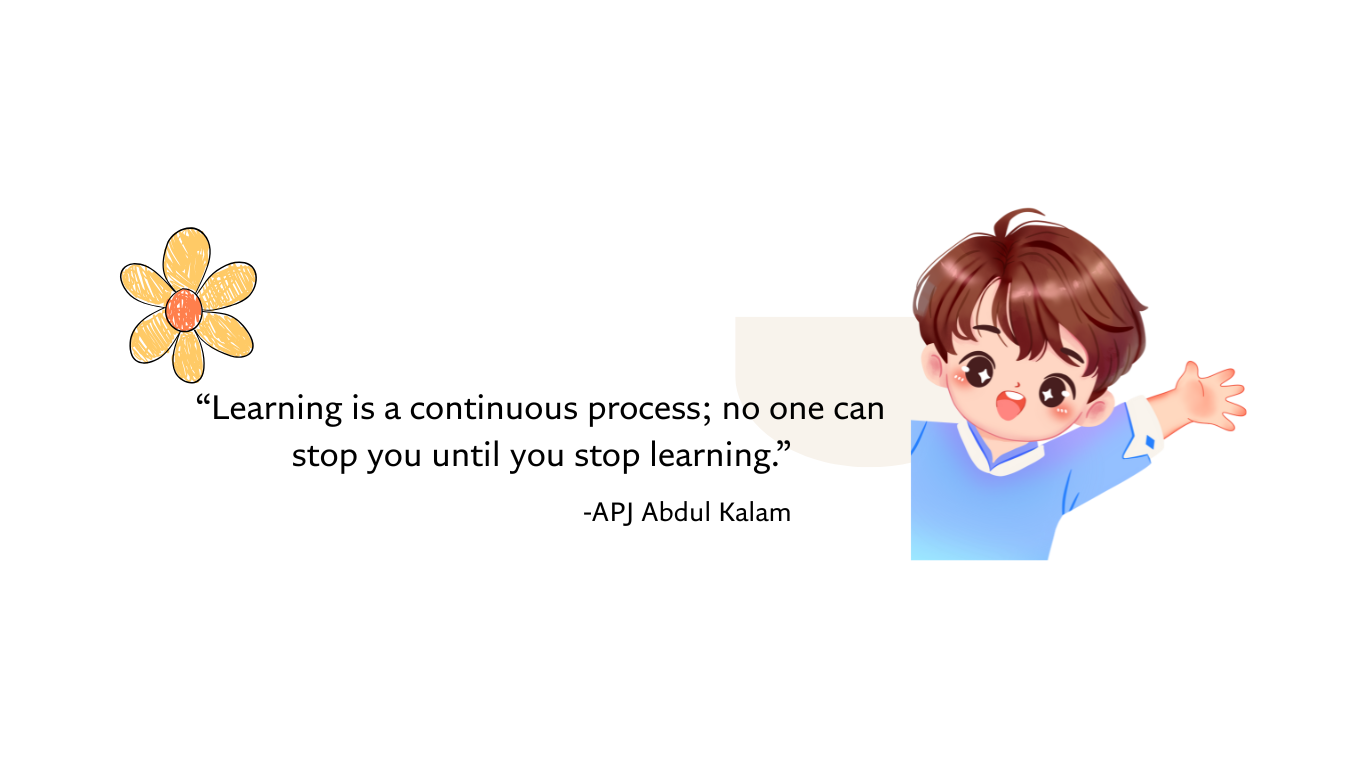 “Learning is a continuous process; no one can
stop you until you stop learning.”
-APJ Abdul Kalam